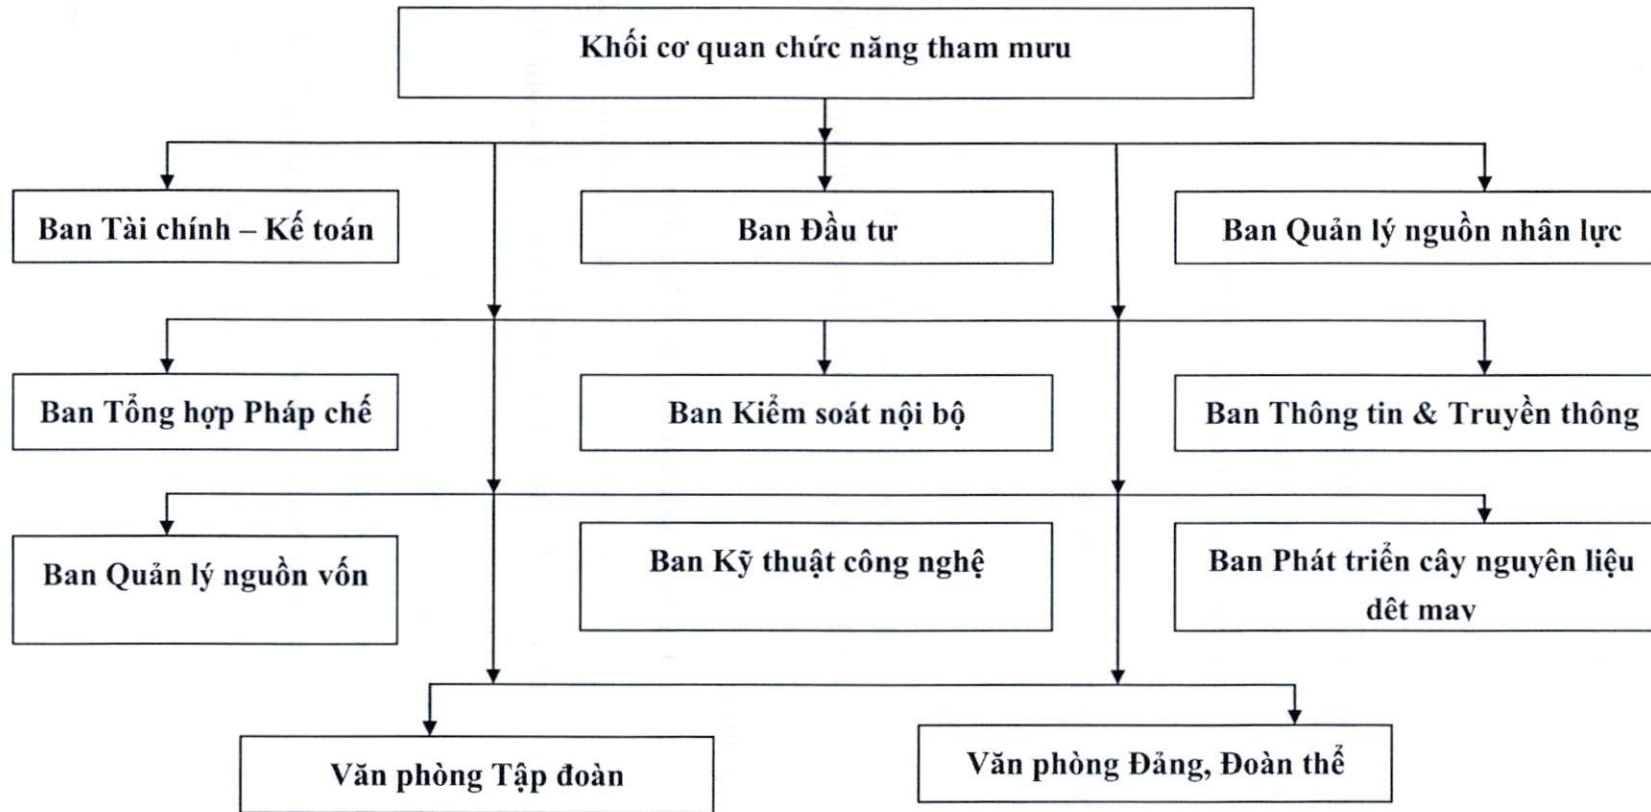 Khối cơ quan chức năng tham mưu
Ban Tài chính – Kế toán
Ban Đầu tư
Ban Quản lý nguồn nhân lực
Ban Tổng hợp Pháp chế
Ban Kiểm soát nội bộ
Ban Thông tin & Truyền thông
Ban Quản lý nguồn vốn
Ban Kỹ thuật công nghệ
Ban Phát triển cây nguyên liệu
dệt may
Văn phòng Tập đoàn
Văn phòng Đảng, Đoàn thể